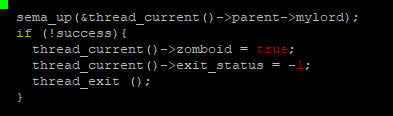 sema_up(&thread_current()->parent->mylord);
if (!success){
thread_current()->zomboid = true;
thread_current()->exit_status = -1;
thread_exit ();
}